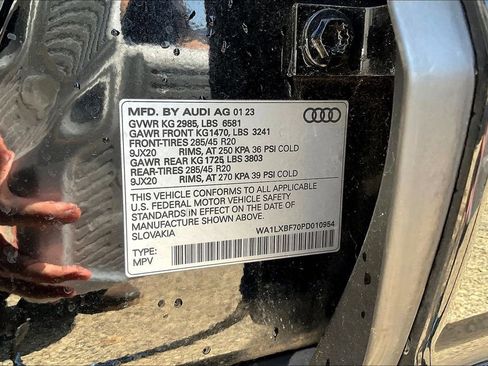 MFD. BY AUDI AG 01 23
GVWR KG 2985, LBS 6581
GAWR FRONT KG1470, LBS 3241
FRONT-TIRES 285/45 R20
9JX20 RIMS, AT 250 KPA 36 PSI COLD
GAWR REAR KG1725, LBS 3803
REAR-TIRES 285/45 R20
9JX20 RIMS, AT 270 KPA 39 PSI COLD
THIS VEHICLE CONFORMS TO ALL APPLICABLE
U.S. FEDERAL MOTOR VEHICLE SAFETY
STANDARDS IN EFFECT ON THE DATE OF
MANUFACTURE SHOWN ABOVE.
SLOVAKIA
TYPE: WA1LXBF70PD010954
MPV